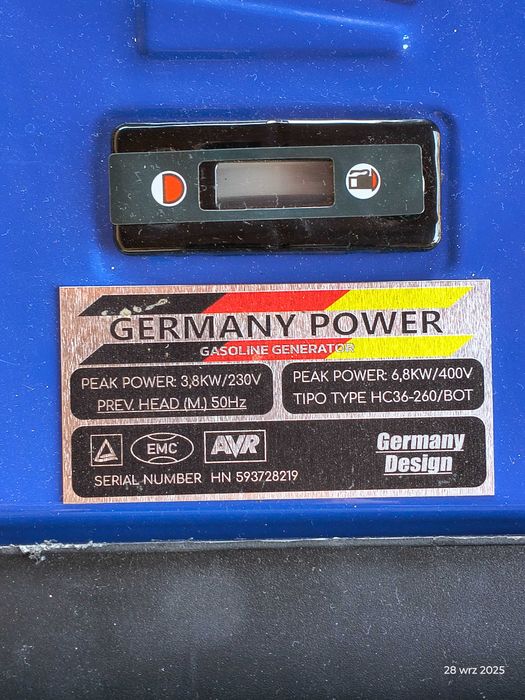 GERMANY POWER
GASOLINE GENERATOR
PEAK POWER: 3,8KW/230V
PREV. HEAD (M.) 50Hz
PEAK POWER: 6,8KW/400V
TIPO TYPE HC36-260/BOT
EMC
AVR
Germany
Design
SERIAL NUMBER HN 593728219
28 wrz 2025